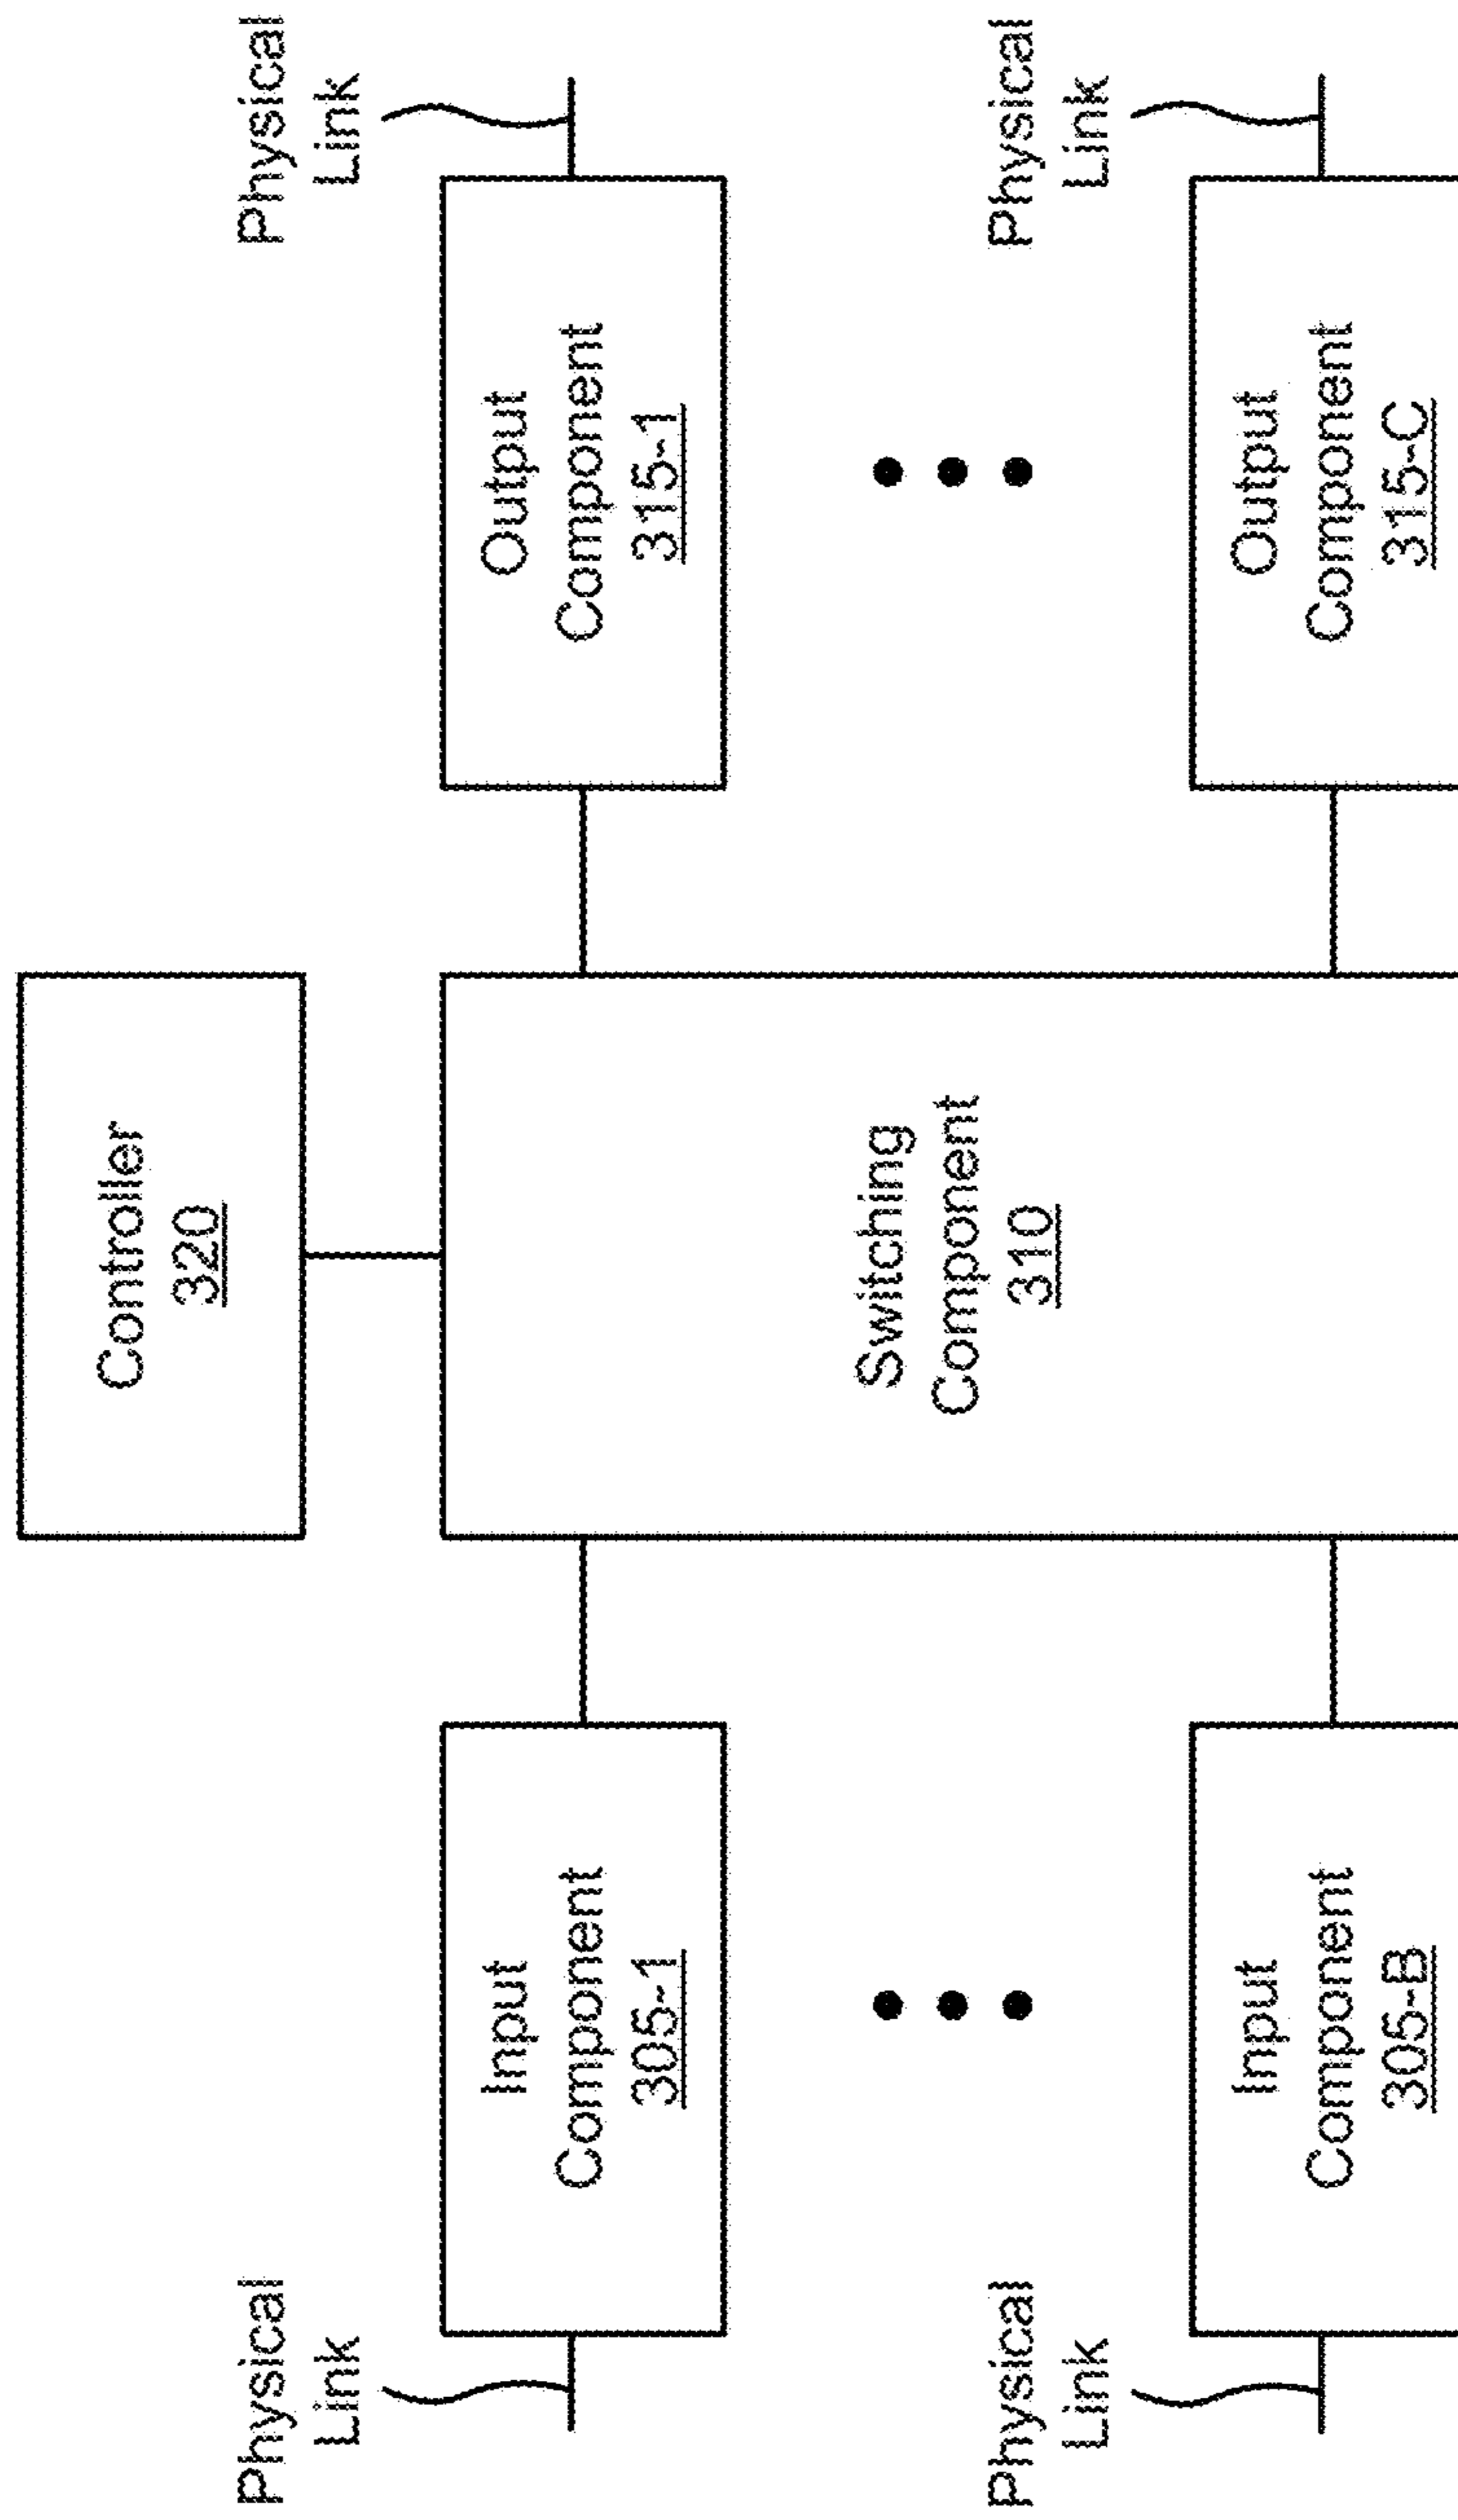 Controller
320
Physical
Link
Input
Component
305-1
Physical
Link
Input
Component
305-B
Switching
Component
310
Physical
Link
Output
Component
315-1
Physical
Link
Output
Component
315-C